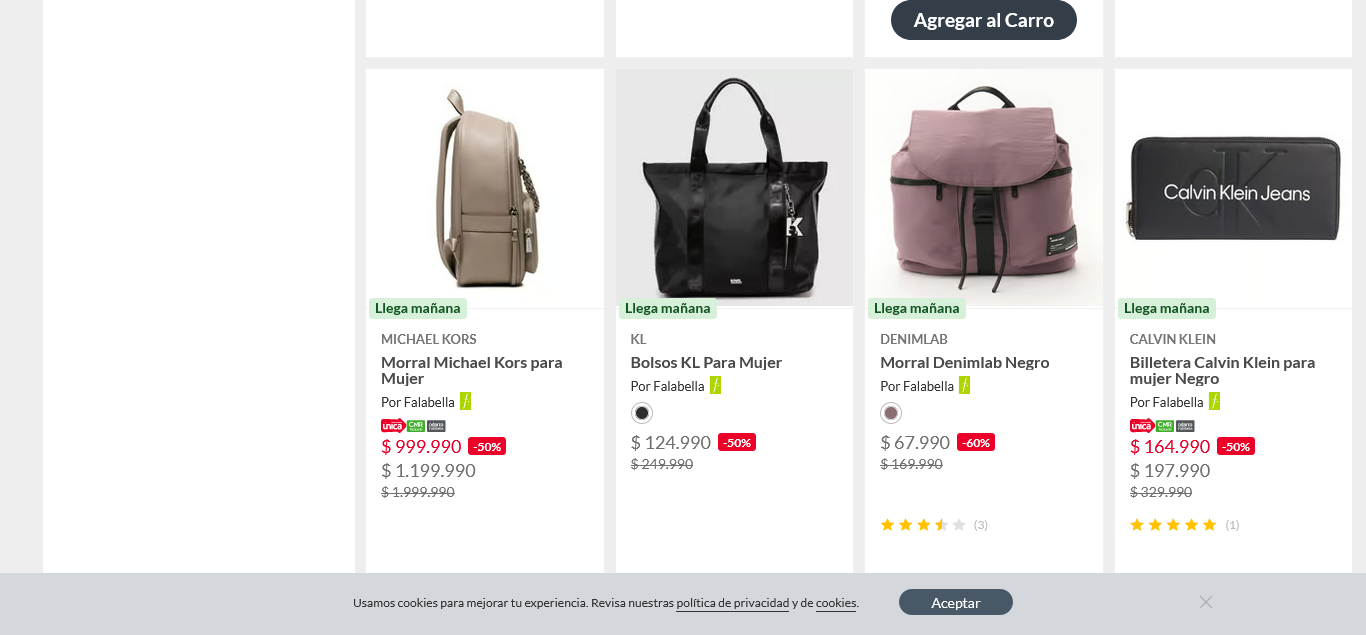 Agregar al Carro
Calvin Klein Jeans
Llega mañana
Llega mañana
Llega mañana
Llega mañana
MICHAEL KORS
Morral Michael Kors para
Mujer
Por Falabella
única CMR
$ 999.990 -50%
$ 1.199.990
$ 1.999.990
KL
Bolsos KL Para Mujer
Por Falabella
$ 124.990 -50%
$ 249.990
DENIMLAB
Morral Denimlab Negro
Por Falabella
$ 67.990 -60%
$ 169.990
(3)
CALVIN KLEIN
Billetera Calvin Klein para
mujer Negro
Por Falabella
única CMR
$ 164.990 -50%
$ 197.990
$ 329.990
(1)
Usamos cookies para mejorar tu experiencia. Revisa nuestras política de privacidad y de cookies.
Aceptar